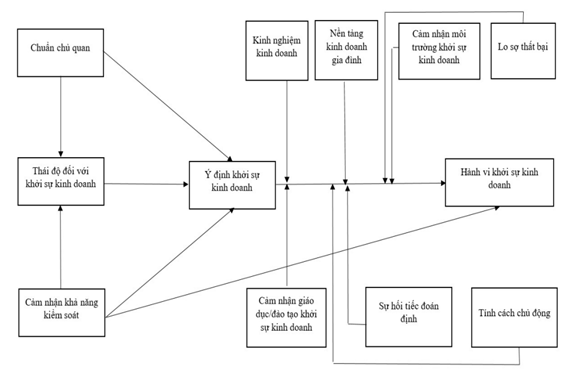 Chuẩn chủ quan
Kinh nghiệm
kinh doanh
Nền tảng
kinh doanh
gia đình
Cảm nhận môi
trường khởi sự
kinh doanh
Lo sợ thất bại
Thái độ đối với
khởi sự kinh doanh
Ý định khởi sự
kinh doanh
Hành vi khởi sự kinh
doanh
Cảm nhận khả năng
kiểm soát
Cảm nhận giáo
dục/đào tạo khởi
sự kinh doanh
Sự hối tiếc đoán
định
Tính cách chủ động